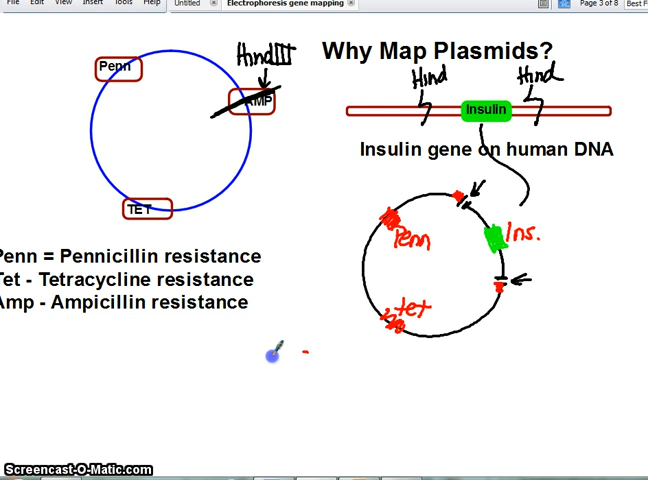 File Edit View Insert Tools Help
Untitled
Electrophoresis gene mapping
Page 3 of 8
Best F
Why Map Plasmids?
HindIII
Penn
AMP
TET
Hind
Hind
Insulin
Insulin gene on human DNA
Penn = Pennicillin resistance
Tet - Tetracycline resistance
Amp - Ampicillin resistance
Penn
Ins.
tet
Screencast-O-Matic.com